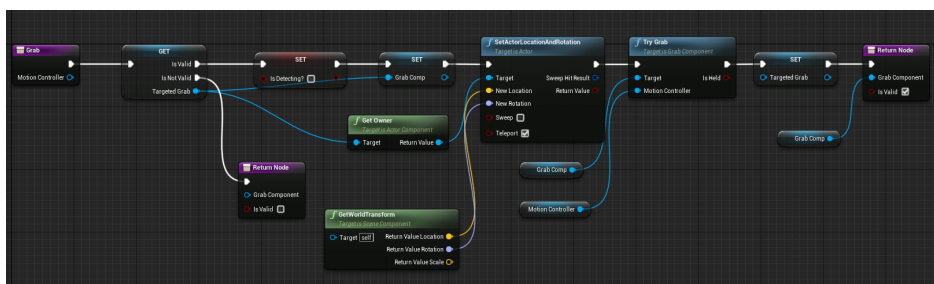 Grab
Motion Controller
GET
Is Valid
Is Not Valid
Targeted Grab
SET
Is Detecting?
SET
Grab Comp
f Get Owner
Target is Actor Component
Target
Return Value
Return Node
Grab Component
Is Valid
f GetWorldTransform
Target is Scene Component
Target self
Return Value Location
Return Value Rotation
Return Value Scale
f SetActorLocationAndRotation
Target is Actor
Target
Sweep Hit Result
New Location
Return Value
New Rotation
Sweep
Teleport
Grab Comp
Motion Controller
f Try Grab
Target is Grab Component
Target
Is Held
Motion Controller
SET
Targeted Grab
Grab Comp
Return Node
Grab Component
Is Valid